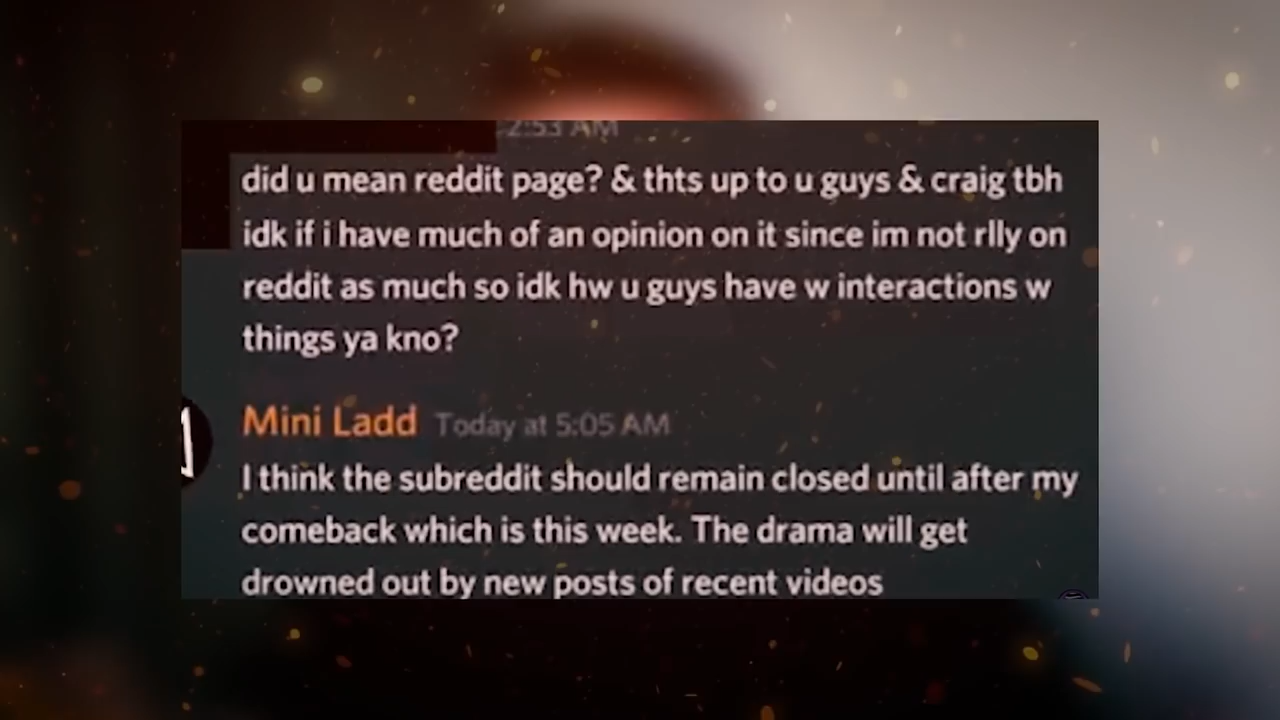 2:53 AM
did u mean reddit page? & thts up to u guys & craig tbh
idk if i have much of an opinion on it since im not rlly on
reddit as much so idk hw u guys have w interactions w
things ya kno?
Mini Ladd Today at 5:05 AM
I think the subreddit should remain closed until after my
comeback which is this week. The drama will get
drowned out by new posts of recent videos